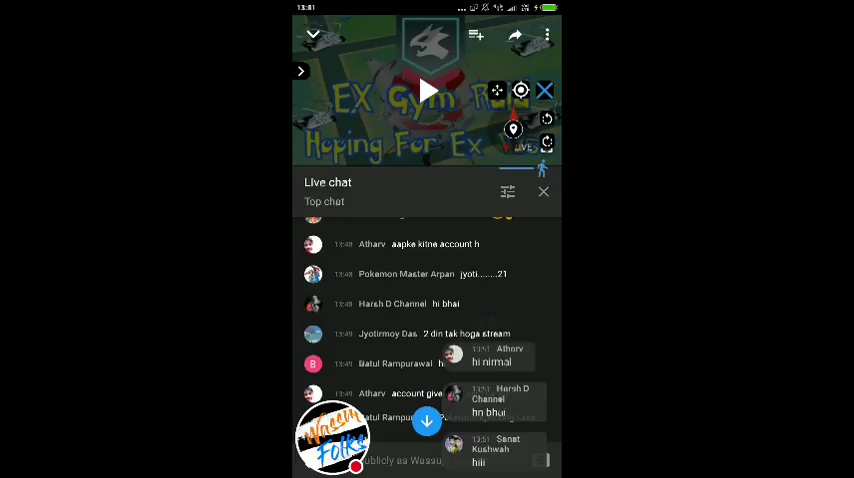 13:51
EX Gym Raid
Hoping For Ex
LIVE
Live chat
Top chat
13:48 Atharv aapke kitne account h
13:48 Pokemon Master Arpan jyoti........21
13:48 Harsh D Channel hi bhai
13:49 Jyotirmoy Das 2 din tak hoga stream
B 13:49 Batul Rampurawal
13:49 Atharv account give
13:51 Atharv
hi nirmal
13:51 Harsh D
Channel
hn bhai
13:51 Sanat
Kushwah
hiii
Wassup
Folks